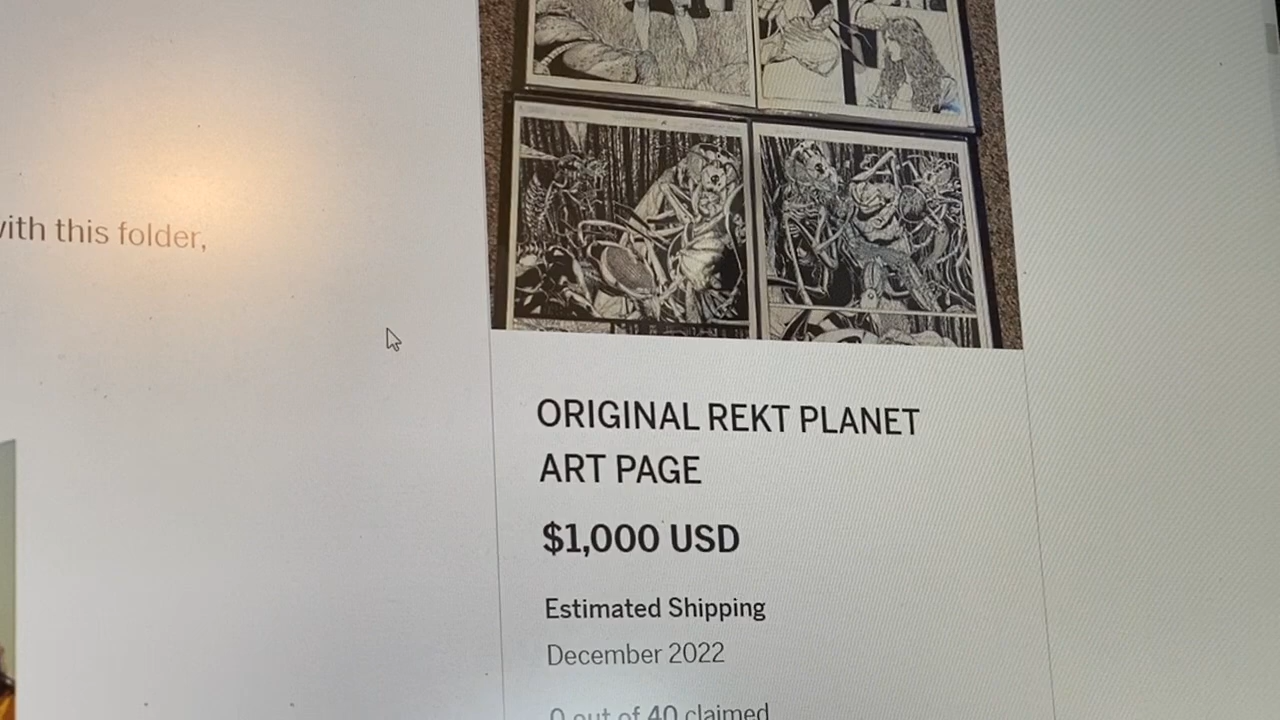 with this folder,
ORIGINAL REKT PLANET
ART PAGE
$1,000 USD
Estimated Shipping
December 2022
0 out of 40 claimed